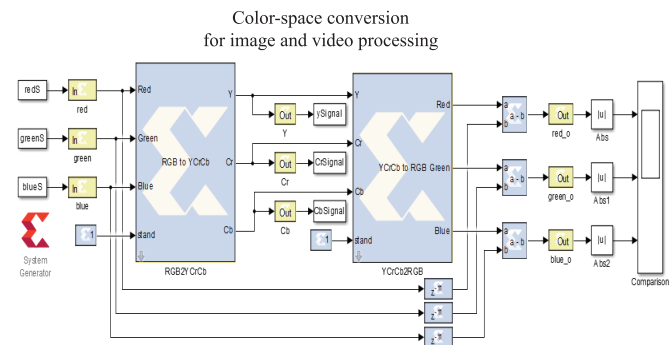 Color-space conversion
for image and video processing
redS
In
red
greenS
In
green
blueS
In
blue
1
System
Generator
Red
Green
Blue
stand
RGB to YCrCb
Y
Cr
Cb
RGB2YCrCb
Out
Y
ySignal
Out
Cr
CrSignal
Out
Cb
CbSignal
1
Y
Cr
Cb
stand
YCrCb to RGB
Red
Green
Blue
YCrCb2RGB
a
b
a - b
Out
red_o
|u|
Abs
a
b
a - b
Out
green_o
|u|
Abs1
a
b
a - b
Out
blue_o
|u|
Abs2
Comparison